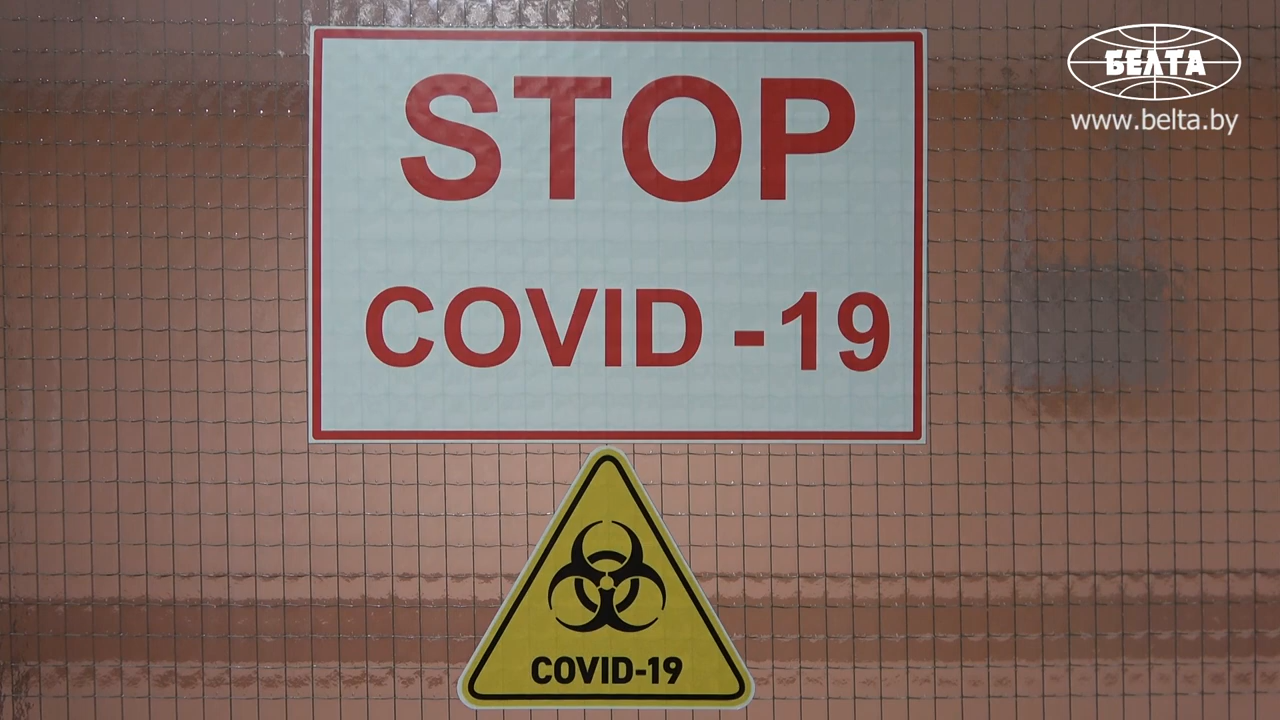 STOP
COVID - 19
COVID-19
БЕЛТА
www.belta.by